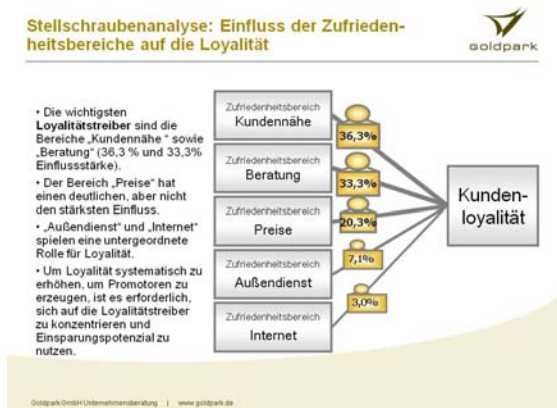 Stellschraubenanalyse: Einfluss der Zufrieden-
heitsbereiche auf die Loyalität
Goldpark
• Die wichtigsten
Loyalitätstreiber sind die
Bereiche „Kundennähe “ sowie
„Beratung“ (36,3 % und 33,3%
Einflussstärke).
• Der Bereich „Preise“ hat
einen deutlichen, aber nicht
den stärksten Einfluss.
• „Außendienst“ und „Internet“
spielen eine untergeordnete
Rolle für Loyalität.
• Um Loyalität systematisch zu
erhöhen, um Promotoren zu
erzeugen, ist es erforderlich,
sich auf die Loyalitätstreiber
zu konzentrieren und
Einsparungspotenzial zu
nutzen.
Zufriedenheitsbereich
Kundennähe
36,3%
Zufriedenheitsbereich
Beratung
33,3%
Zufriedenheitsbereich
Preise
20,3%
Zufriedenheitsbereich
Außendienst
7,1%
Zufriedenheitsbereich
Internet
3,0%
Kunden-
loyalität
Goldpark GmbH Unternehmensberatung | www.goldpark.de